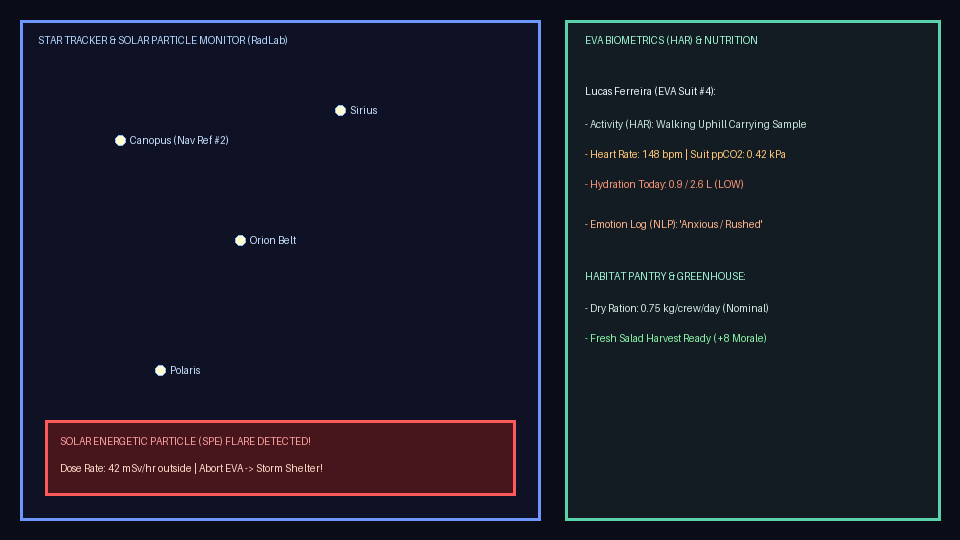 STAR TRACKER & SOLAR PARTICLE MONITOR (RadLab)
Sirius
Canopus (Nav Ref #2)
Orion Belt
Polaris
SOLAR ENERGETIC PARTICLE (SPE) FLARE DETECTED!
Dose Rate: 42 mSv/hr outside | Abort EVA -> Storm Shelter!
EVA BIOMETRICS (HAR) & NUTRITION
Lucas Ferreira (EVA Suit #4):
- Activity (HAR): Walking Uphill Carrying Sample
- Heart Rate: 148 bpm | Suit ppCO2: 0.42 kPa
- Hydration Today: 0.9 / 2.6 L (LOW)
- Emotion Log (NLP): 'Anxious / Rushed'
HABITAT PANTRY & GREENHOUSE:
- Dry Ration: 0.75 kg/crew/day (Nominal)
- Fresh Salad Harvest Ready (+8 Morale)